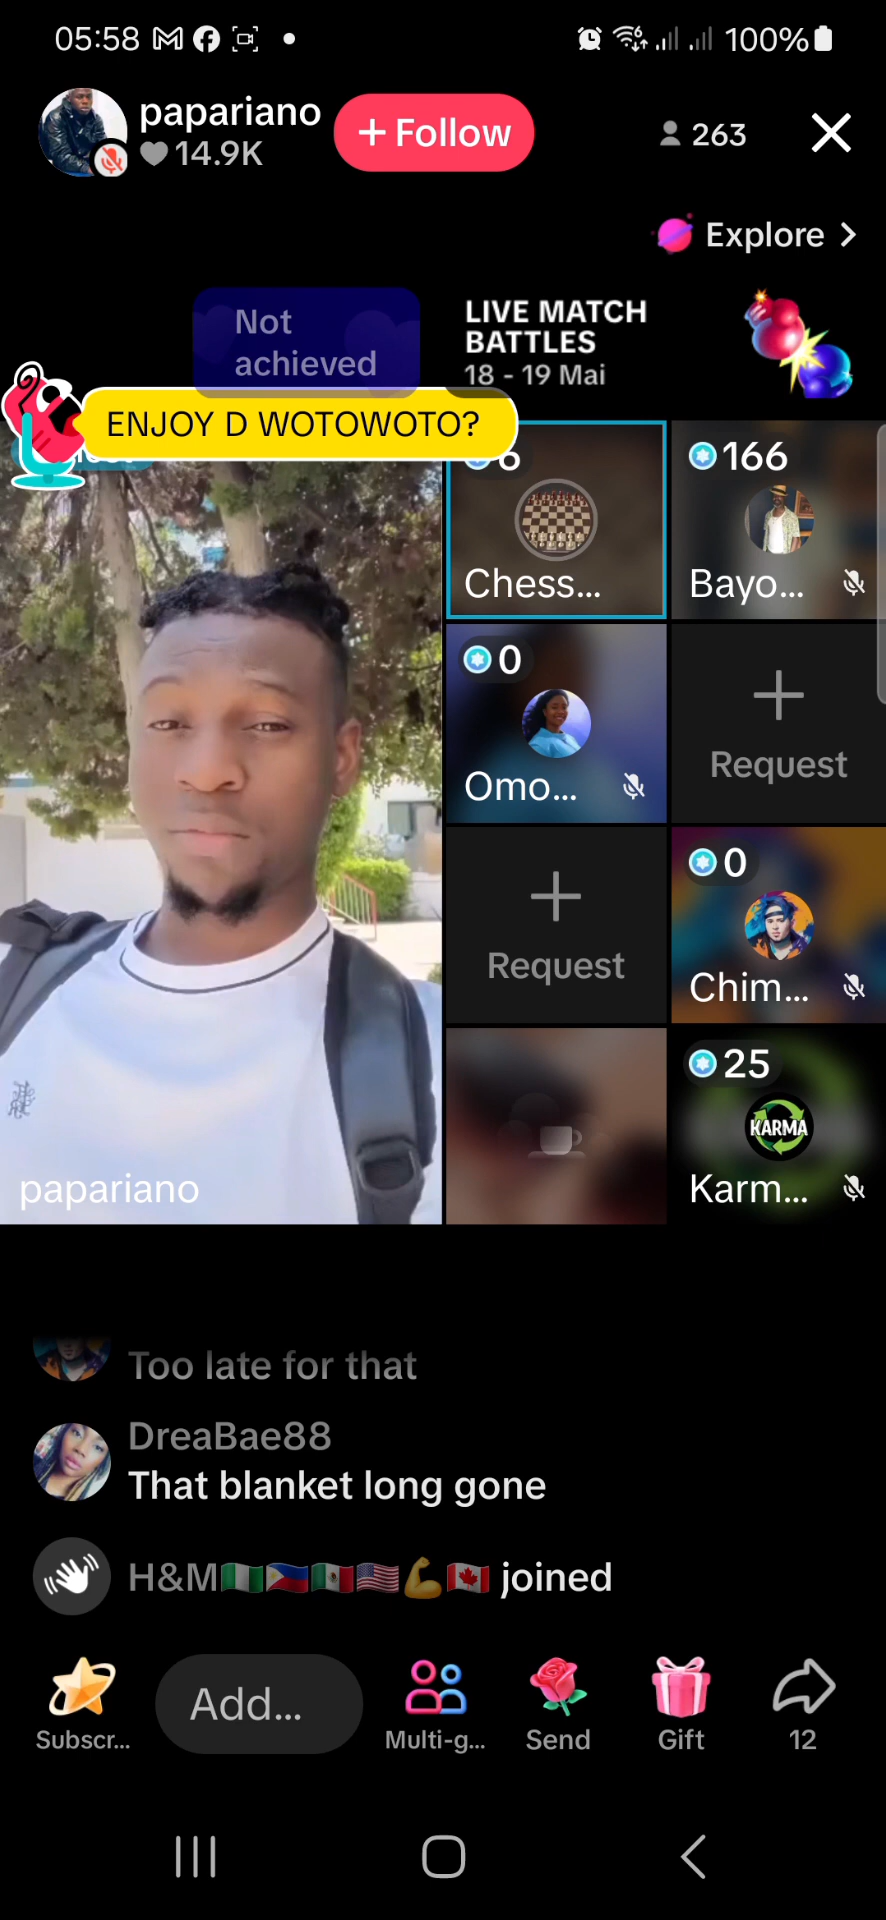 05:58
100%
papariano
14.9K
+ Follow
263
Explore
Not
achieved
LIVE MATCH
BATTLES
18 - 19 Mai
ENJOY D WOTOWOTO?
6
Chess...
166
Bayo...
0
Omo...
Request
Request
0
Chim...
25
KARMA
Karm...
papariano
Too late for that
DreaBae88
That blanket long gone
H&M🇳🇬🇵🇭🇲🇽🇺🇸💪🇨🇦 joined
Add...
Subscr...
Multi-g...
Send
Gift
12